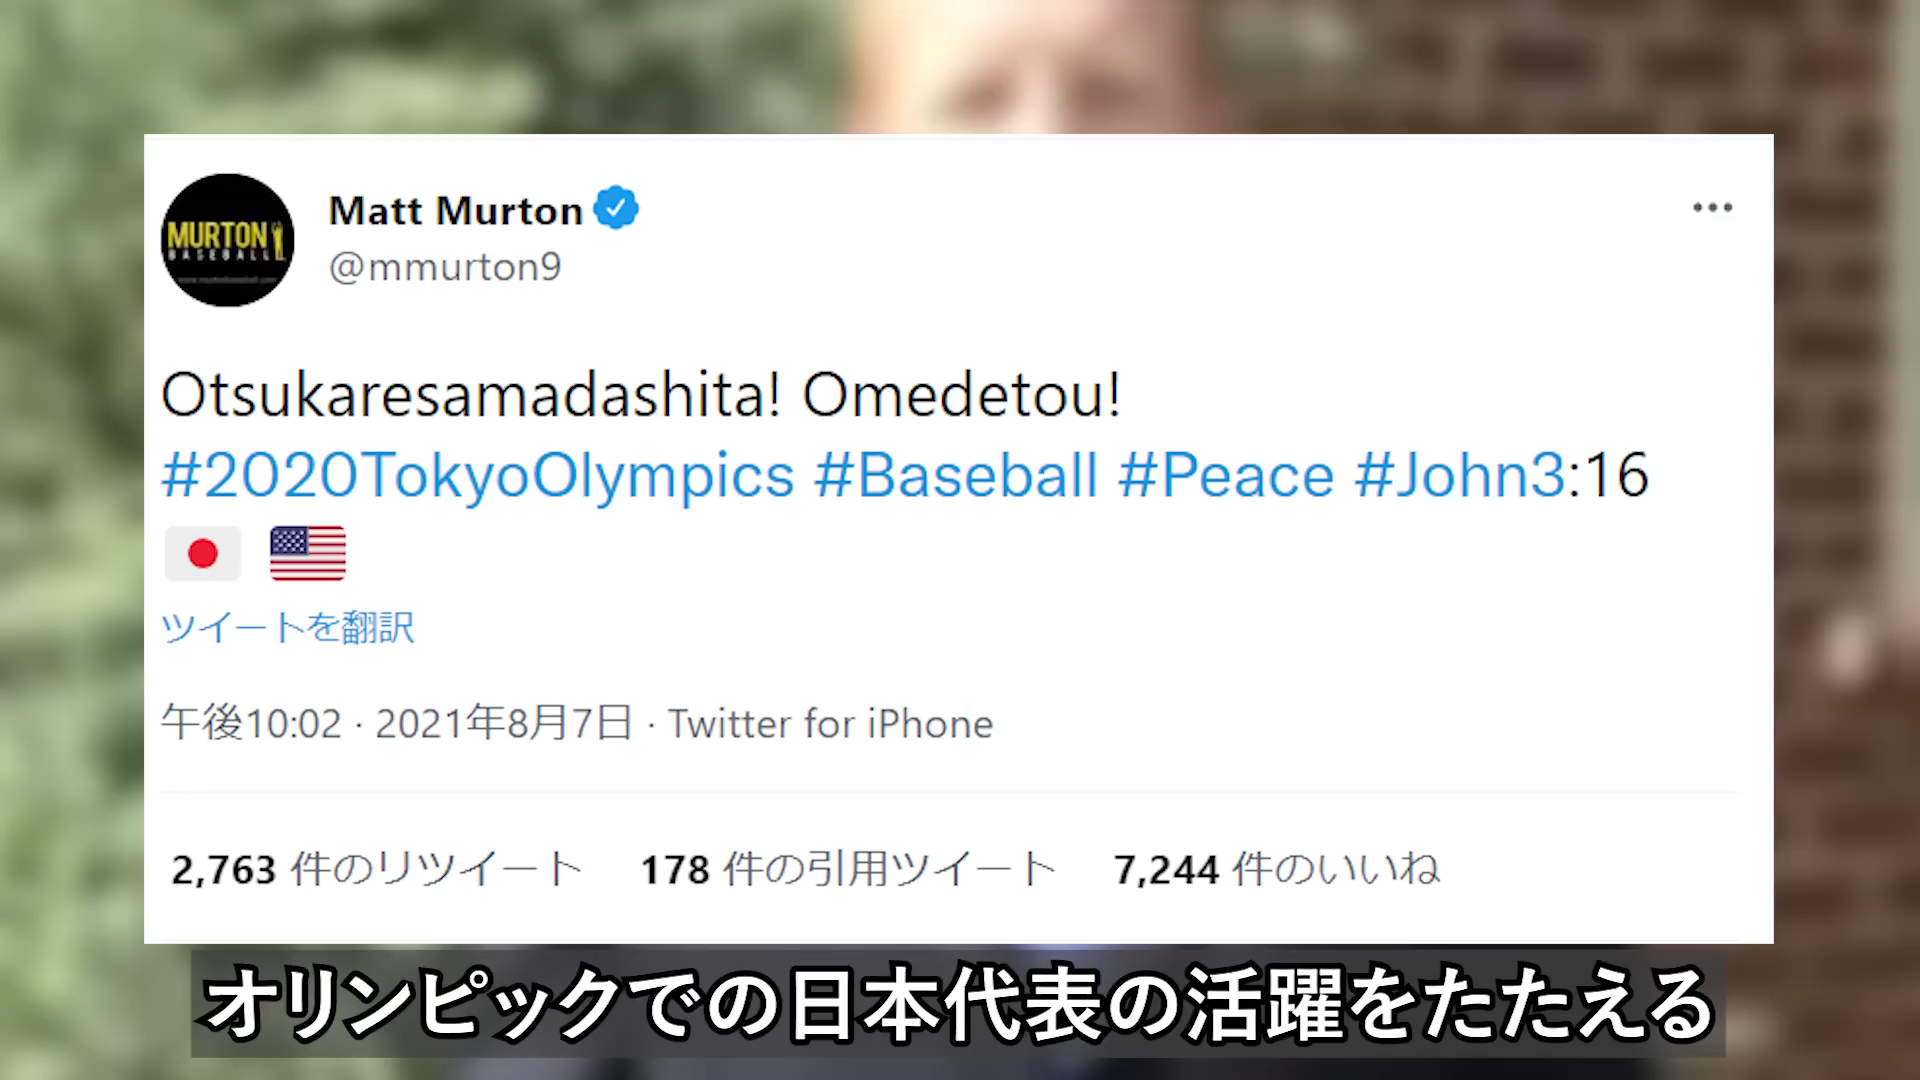 MURTON
BASEBALL
Matt Murton
@mmurton9
Otsukaresamadashita! Omedetou!
#2020TokyoOlympics #Baseball #Peace #John3:16
ツイートを翻訳
午後10:02 · 2021年8月7日 · Twitter for iPhone
2,763 件のリツイート 178 件の引用ツイート 7,244 件のいいね
オリンピックでの日本代表の活躍をたたえる